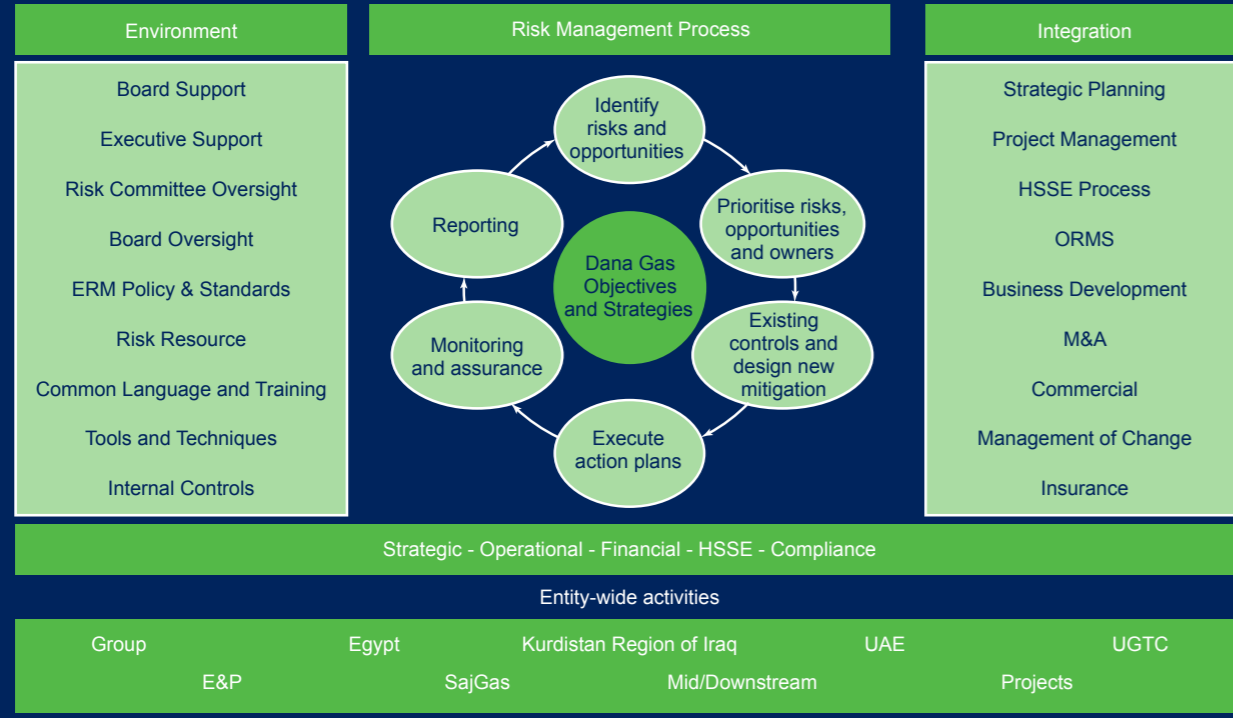 Environment
Board Support
Executive Support
Risk Committee Oversight
Board Oversight
ERM Policy & Standards
Risk Resource
Common Language and Training
Tools and Techniques
Internal Controls
Risk Management Process
Identify
risks and
opportunities
Prioritise risks,
opportunities
and owners
Existing
controls and
design new
mitigation
Execute
action plans
Monitoring
and assurance
Reporting
Dana Gas
Objectives
and Strategies
Integration
Strategic Planning
Project Management
HSSE Process
ORMS
Business Development
M&A
Commercial
Management of Change
Insurance
Strategic - Operational - Financial - HSSE - Compliance
Entity-wide activities
Group Egypt Kurdistan Region of Iraq UAE UGTC
E&P SajGas Mid/Downstream Projects